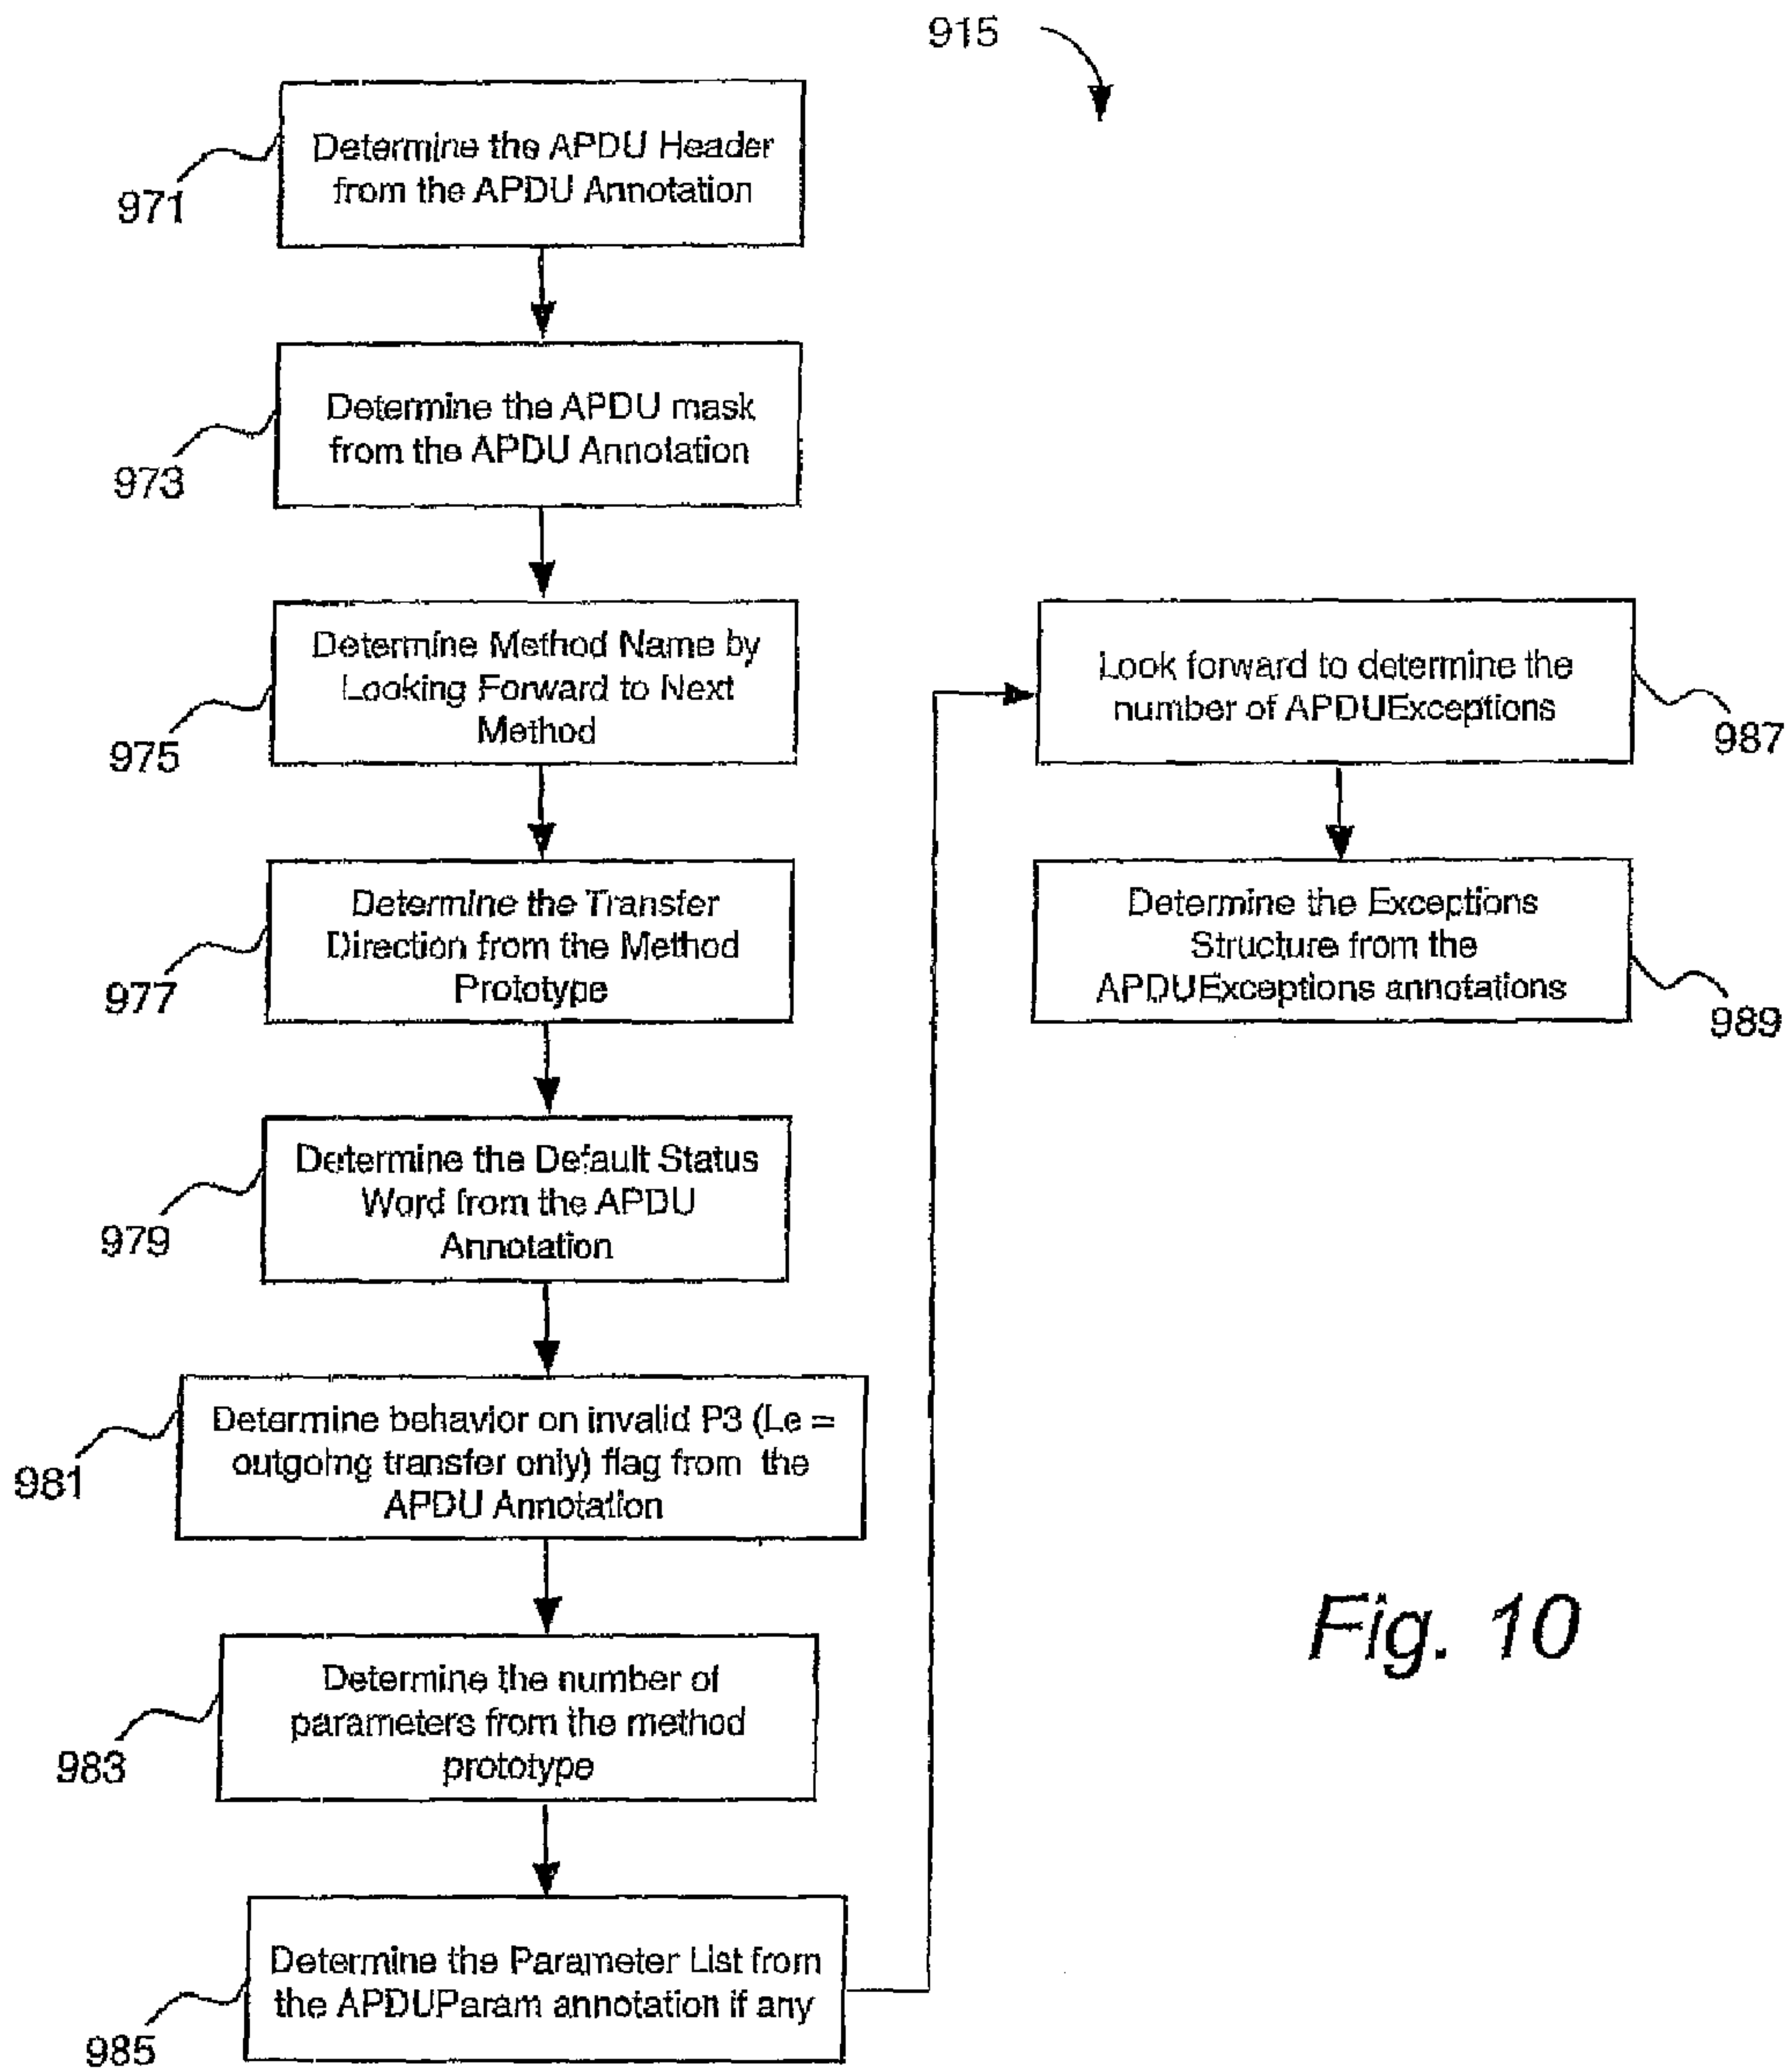 915
Determine the APDU Header
from the APDU Annotation
971
Determine the APDU mask
from the APDU Annotation
973
Determine Method Name by
Looking Forward to Next
Method
975
Determine the Transfer
Direction from the Method
Prototype
977
Determine the Default Status
Word from the APDU
Annotation
979
Determine behavior on invalid P3 (Le =
outgoing transfer only) flag from the
APDU Annotation
981
Determine the number of
parameters from the method
prototype
983
Determine the Parameter List from
the APDUParam annotation if any
985
Look forward to determine the
number of APDUExceptions
987
Determine the Exceptions
Structure from the
APDUExceptions annotations
989
Fig. 10